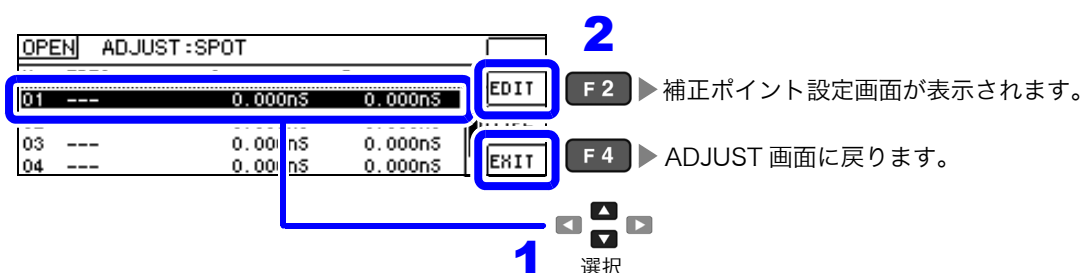 2
OPEN ADJUST:SPOT
EDIT
F2 ▶ 補正ポイント設定画面が表示されます。
01 --- 0.000nS 0.000nS
03 --- 0.000nS 0.000nS
EXIT
F4 ▶ ADJUST 画面に戻ります。
04 --- 0.000nS 0.000nS
1
選択